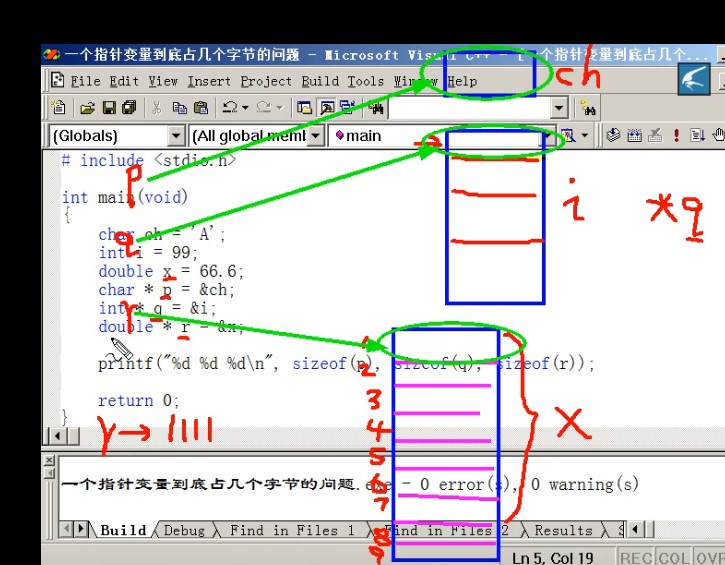 一个指针变量到底占几个字节的问题 - Microsoft Visual C++ - [一个指针变量到底占几个...
ch
File Edit View Insert Project Build Tools Window Help
(Globals) (All global meml main
# include <stdio.h>
p
int main(void)
i *q
{
char ch = 'A';
q
int i = 99;
double x = 66.6;
char * p = &ch;
int * q = &i;
r
double * r = &x;
1
printf("%d %d %d\n", sizeof(p), sizeof(q), sizeof(r));
2
3
return 0;
4
}
r→1111
X
5
一个指针变量到底占几个字节的问题.exe - 0 error(s), 0 warning(s)
6
7
Build Debug Find in Files 1 Find in Files 2 Results
8
9
Ln 5, Col 19 REC COL OVR